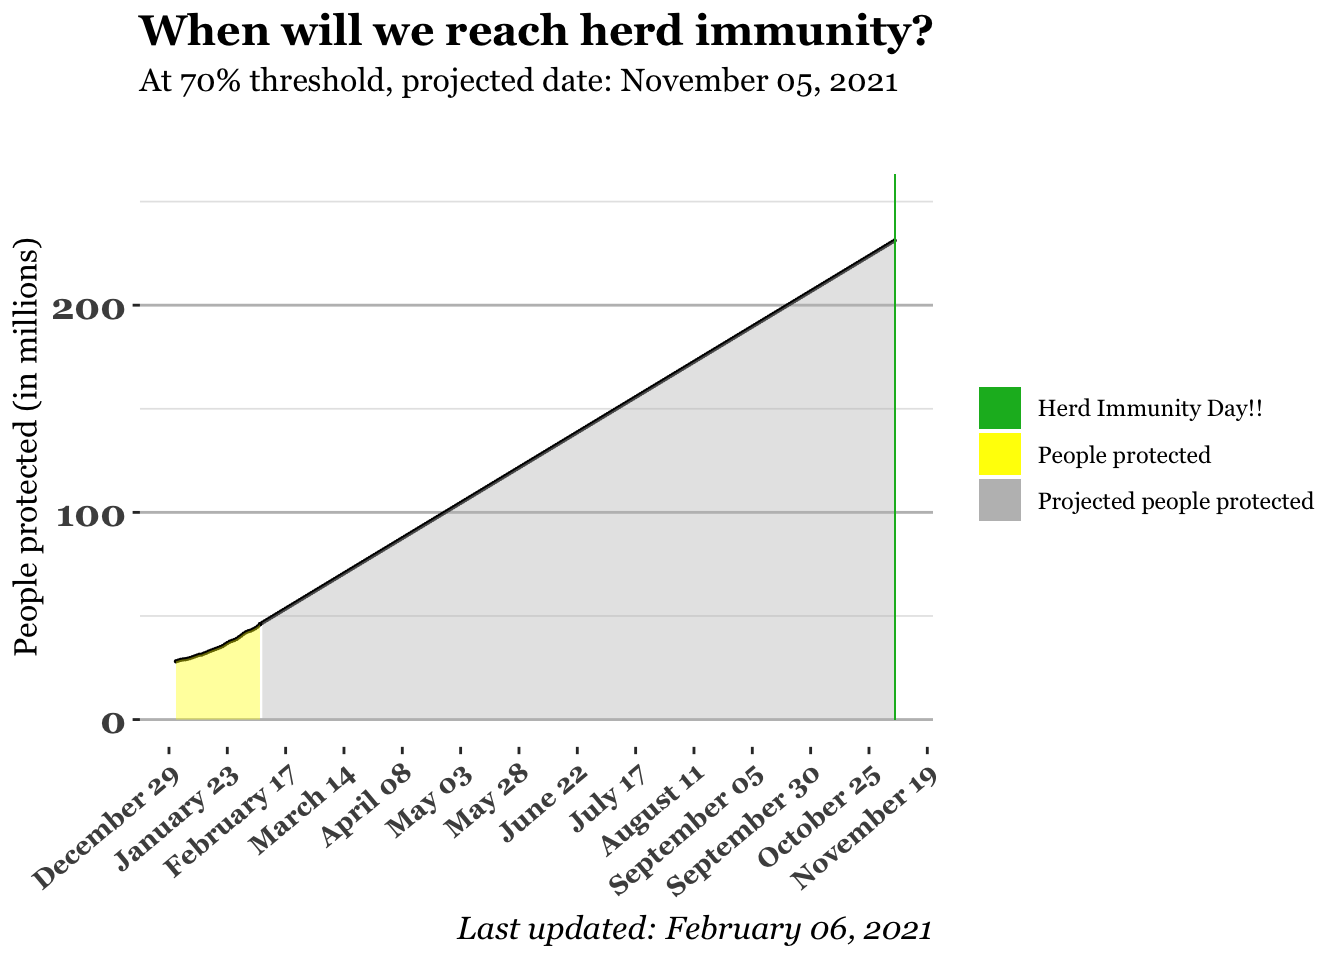 When will we reach herd immunity?
At 70% threshold, projected date: November 05, 2021
People protected (in millions)
200
100
0
Herd Immunity Day!!
People protected
Projected people protected
December 29
January 23
February 17
March 14
April 08
May 03
May 28
June 22
July 17
August 11
September 05
September 30
October 25
November 19
Last updated: February 06, 2021